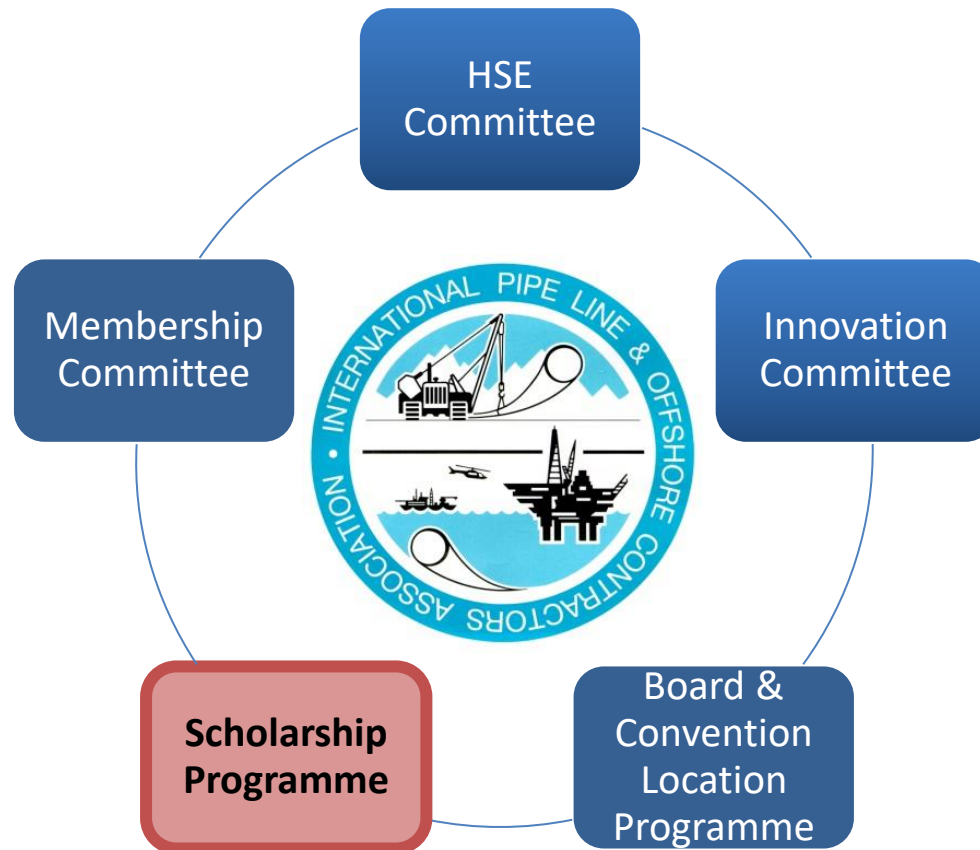 HSE
Committee
Membership
Committee
Innovation
Committee
INTERNATIONAL PIPE LINE & OFFSHORE CONTRACTORS ASSOCIATION •
Scholarship
Programme
Board &
Convention
Location
Programme